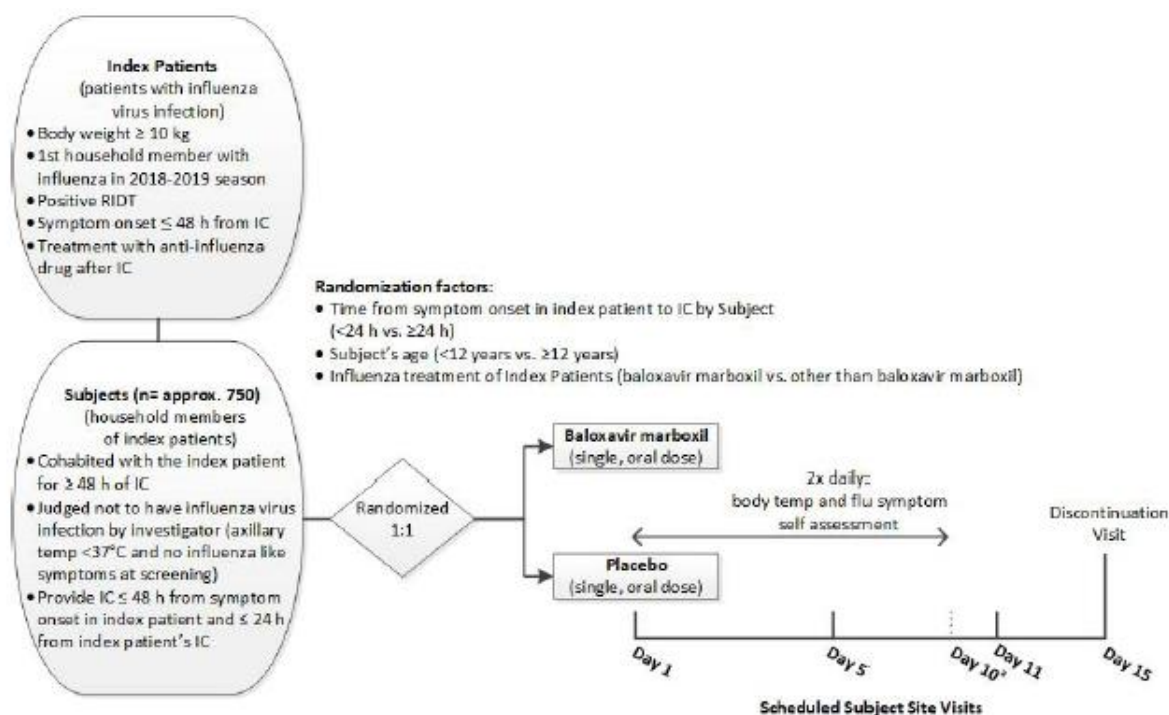 Index Patients
(patients with influenza
virus infection)
• Body weight ≥ 10 kg
• 1st household member with
influenza in 2018-2019 season
• Positive RIDT
• Symptom onset ≤ 48 h from IC
• Treatment with anti-influenza
drug after IC
Randomization factors:
• Time from symptom onset in index patient to IC by Subject
(<24 h vs. ≥24 h)
• Subject's age (<12 years vs. ≥12 years)
• Influenza treatment of Index Patients (baloxavir marboxil vs. other than baloxavir marboxil)
Subjects (n= approx. 750)
(household members
of index patients)
• Cohabited with the index patient
for ≥ 48 h of IC
• Judged not to have influenza virus
infection by investigator (axillary
temp <37°C and no influenza like
symptoms at screening)
• Provide IC ≤ 48 h from symptom
onset in index patient and ≤ 24 h
from index patient's IC
Randomized
1:1
Baloxavir marboxil
(single, oral dose)
Placebo
(single, oral dose)
2x daily:
body temp and flu symptom
self assessment
Discontinuation
Visit
Day 1
Day 5
Day 10
Day 11
Day 15
Scheduled Subject Site Visits